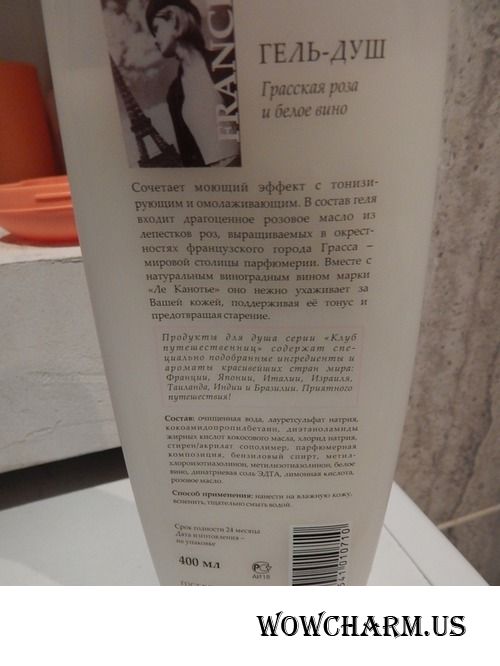 FRANC
ГЕЛЬ-ДУШ
Грасская роза
и белое вино
Сочетает моющий эффект с тонизи-
рующим и омолаживающим. В состав геля
входит драгоценное розовое масло из
лепестков роз, выращиваемых в окрест-
ностях французского города Грасса –
мировой столицы парфюмерии. Вместе с
натуральным виноградным вином марки
«Ле Канотье» оно нежно ухаживает за
Вашей кожей, поддерживая её тонус и
предотвращая старение.
Продукты для душа серии «Клуб
путешественниц» содержат спе-
циально подобранные ингредиенты и
ароматы красивейших стран мира:
Франции, Японии, Италии, Израиля,
Таиланда, Индии и Бразилии. Приятного
путешествия!
Состав: очищенная вода, лауретсульфат натрия,
кокоамидопропилбетаин, диэтаноламиды
жирных кислот кокосового масла, хлорид натрия,
стирен/акрилат сополимер, парфюмерная
композиция, бензиловый спирт, метил-
хлороизотиазолинон, метилизотиазолинон, белое
вино, динатриевая соль ЭДТА, лимонная кислота,
розовое масло.
Способ применения: нанести на влажную кожу,
вспенить, тщательно смыть водой.
Срок годности 24 месяца
Дата изготовления –
на упаковке
400 мл
АИ18
541010710
WOWCHARM.US